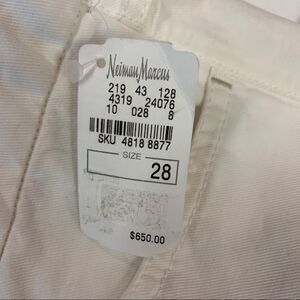 Neiman Marcus
219 43 128
4319 24076
10 028 8
SKU 4818 8877
SIZE
28
$650.00